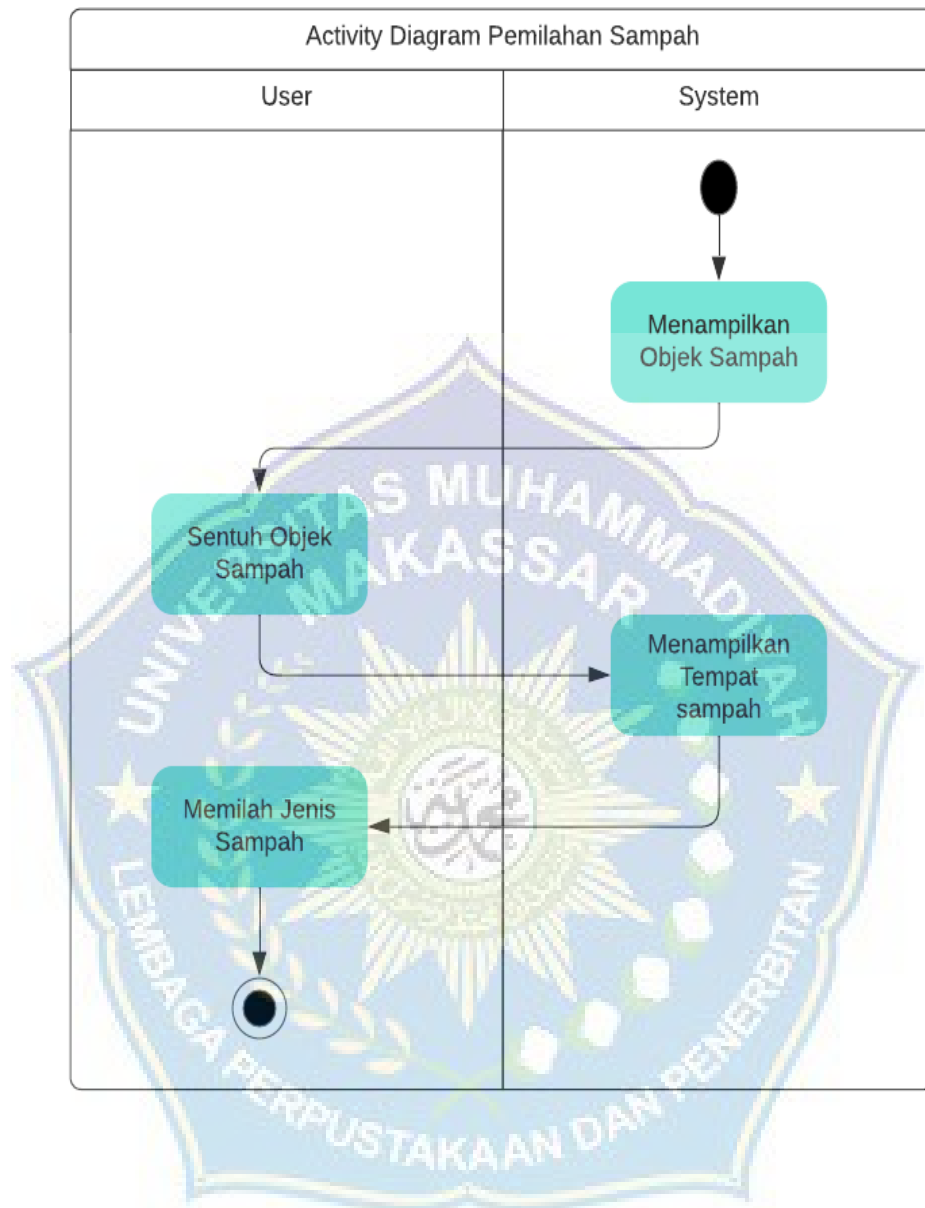 Activity Diagram Pemilahan Sampah
User
System
Menampilkan
Objek Sampah
Sentuh Objek
Sampah
Menampilkan
Tempat
sampah
Memilah Jenis
Sampah
UNIVERSITAS MUHAMMADIYAH
MAKASSAR
LEMBAGA PERPUSTAKAAN DAN PENERBITAN